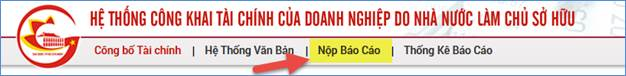 HỆ THỐNG CÔNG KHAI TÀI CHÍNH CỦA DOANH NGHIỆP DO NHÀ NƯỚC LÀM CHỦ SỞ HỮU
Công bố Tài chính | Hệ Thống Văn Bản | Nộp Báo Cáo | Thống Kê Báo Cáo